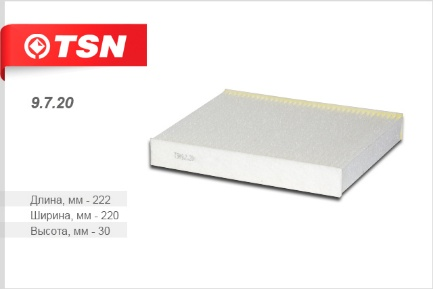 TSN
9.7.20
Длина, мм - 222
Ширина, мм - 220
Высота, мм - 30